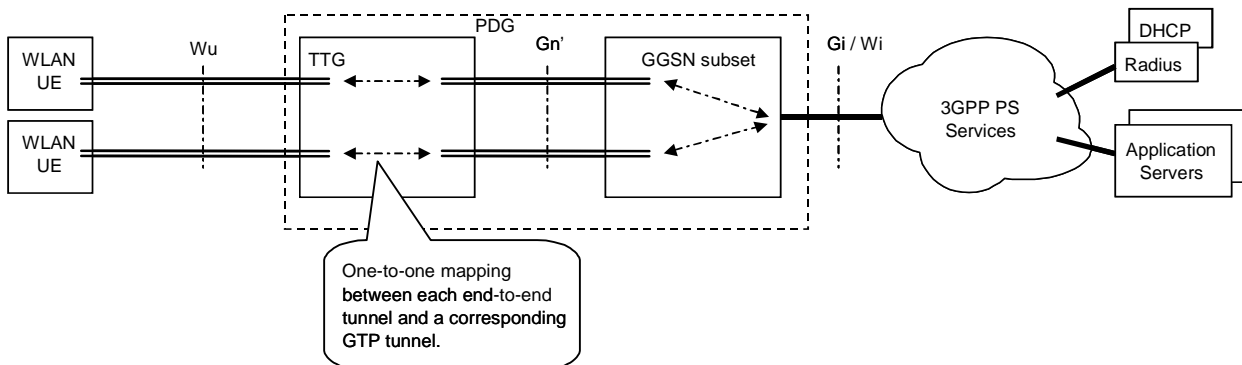 PDG
WLAN
UE
Wu
TTG
Gn'
GGSN subset
Gi / Wi
DHCP
Radius
3GPP PS
Services
WLAN
UE
Application
Servers
One-to-one mapping
between each end-to-end
tunnel and a corresponding
GTP tunnel.